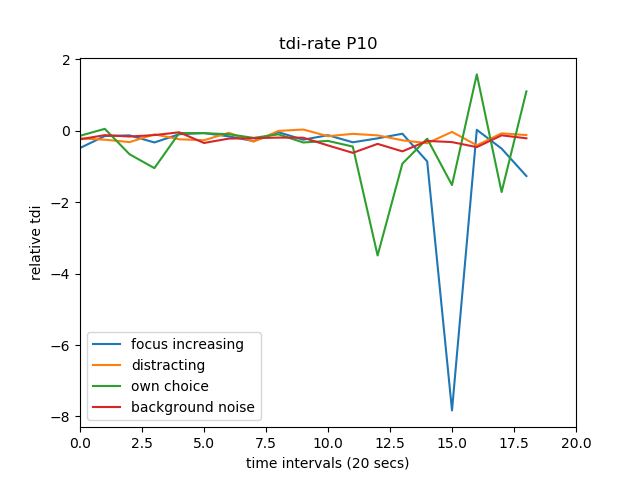 tdi-rate P10
2
0
−2
−4
−6
−8
relative tdi
focus increasing
distracting
own choice
background noise
0.0 2.5 5.0 7.5 10.0 12.5 15.0 17.5 20.0
time intervals (20 secs)